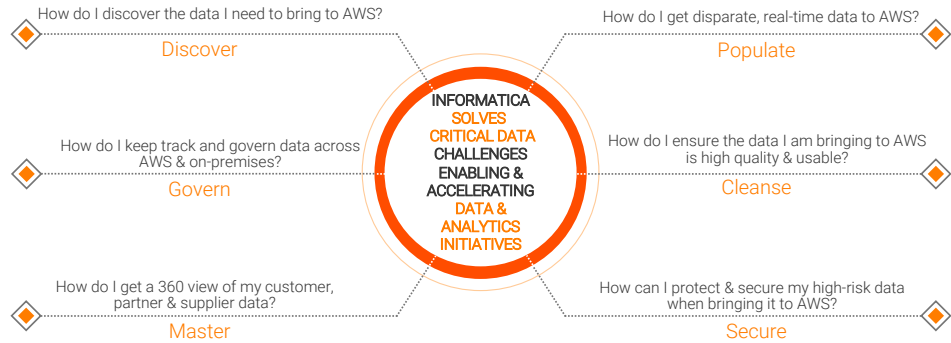 How do I discover the data I need to bring to AWS?
Discover
How do I get disparate, real-time data to AWS?
Populate
INFORMATICA
SOLVES
CRITICAL DATA
CHALLENGES
ENABLING &
ACCELERATING
DATA &
ANALYTICS
INITIATIVES
How do I keep track and govern data across
AWS & on-premises?
Govern
How do I ensure the data I am bringing to AWS
is high quality & usable?
Cleanse
How do I get a 360 view of my customer,
partner & supplier data?
Master
How can I protect & secure my high-risk data
when bringing it to AWS?
Secure